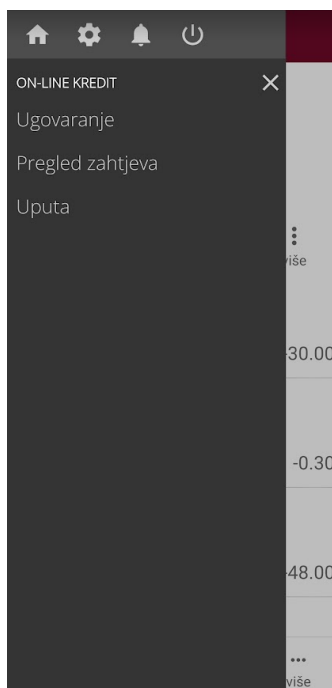 ON-LINE KREDIT
Ugovaranje
Pregled zahtjeva
Uputa
više
-30.00
-0.30
-48.00
više